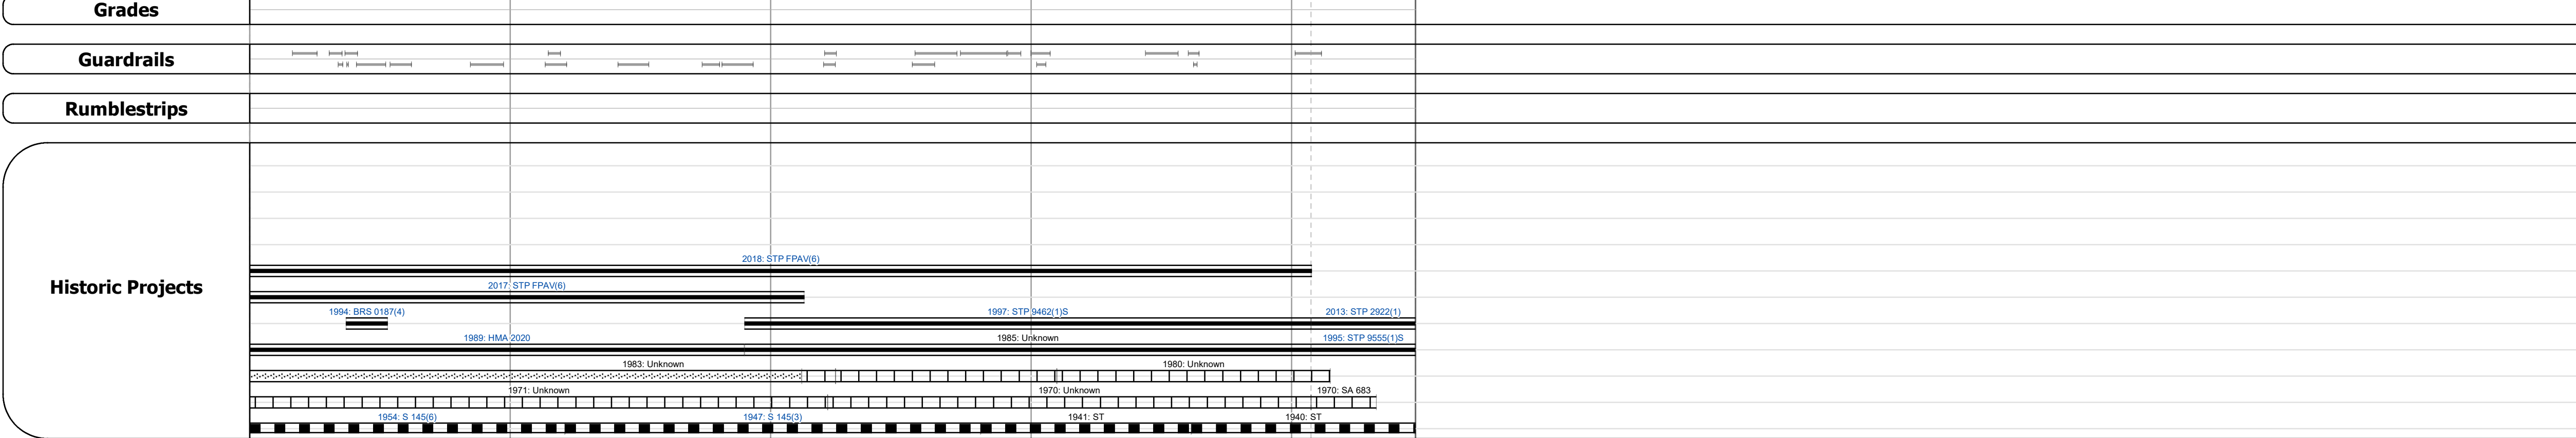 Grades
Guardrails
Rumblestrips
Historic Projects
2018: STP FPAV(6)
2017: STP FPAV(6)
1994: BRS 0187(4) 1997: STP 9462(1)S 2013: STP 2922(1)
1989: HMA 2020 1985: Unknown 1995: STP 9555(1)S
1983: Unknown 1980: Unknown
1971: Unknown 1970: Unknown 1970: SA 683
1954: S 145(6) 1947: S 145(3) 1941: ST 1940: ST